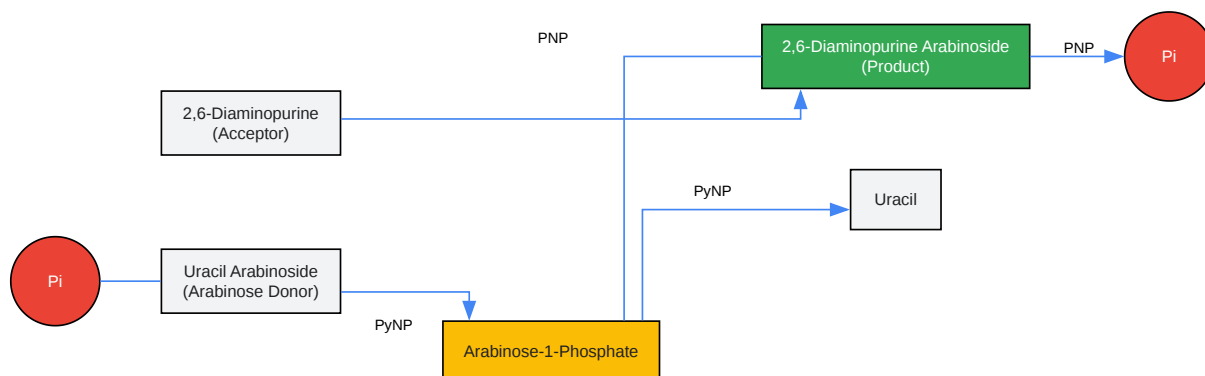 PNP
2,6-Diaminopurine Arabinoside
(Product)
PNP
Pi
2,6-Diaminopurine
(Acceptor)
PyNP
Uracil
Pi
Uracil Arabinoside
(Arabinose Donor)
PyNP
Arabinose-1-Phosphate